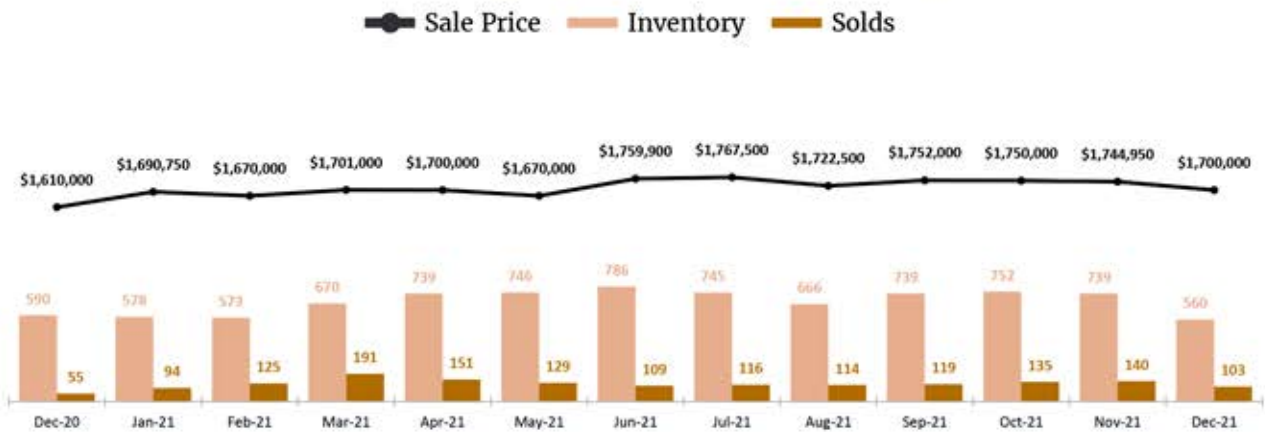 Sale Price Inventory Solds
$1,610,000 $1,690,750 $1,670,000 $1,701,000 $1,700,000 $1,670,000 $1,759,900 $1,767,500 $1,722,500 $1,752,000 $1,750,000 $1,744,950 $1,700,000
590 578 573 670 739 746 786 745 666 739 752 739 560
55 94 125 191 151 129 109 116 114 119 135 140 103
Dec-20 Jan-21 Feb-21 Mar-21 Apr-21 May-21 Jun-21 Jul-21 Aug-21 Sep-21 Oct-21 Nov-21 Dec-21